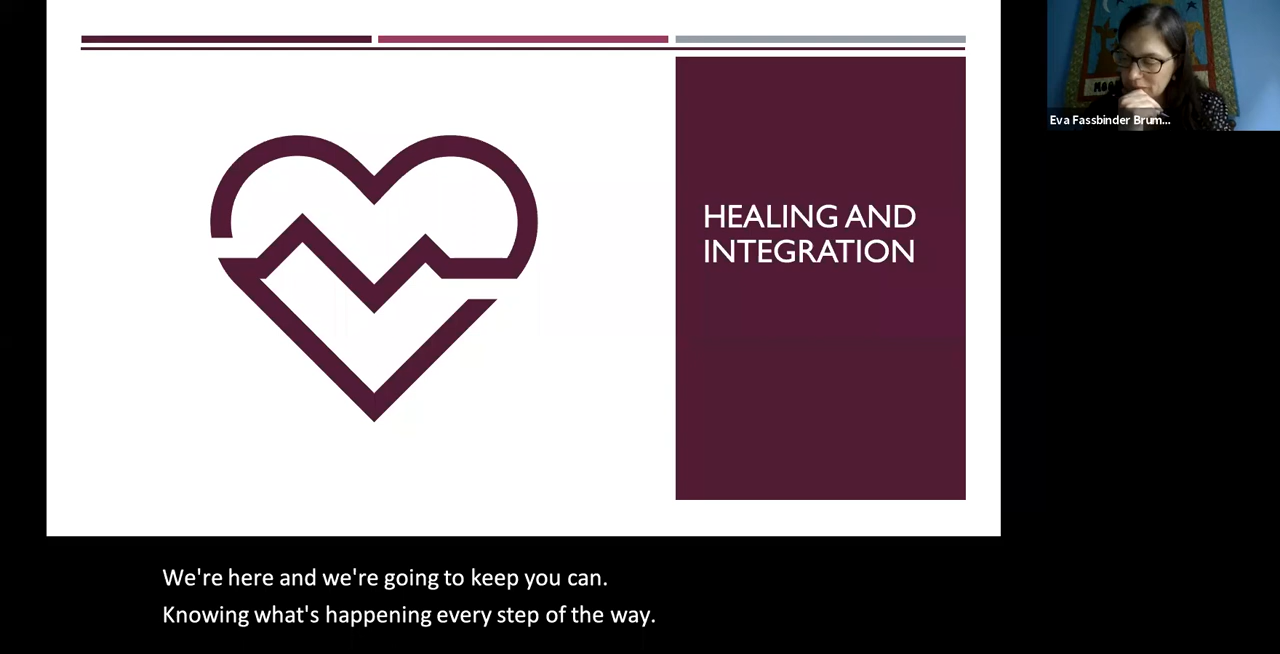 HEALING AND
INTEGRATION
Eva Fassbinder Brum...
We're here and we're going to keep you can.
Knowing what's happening every step of the way.